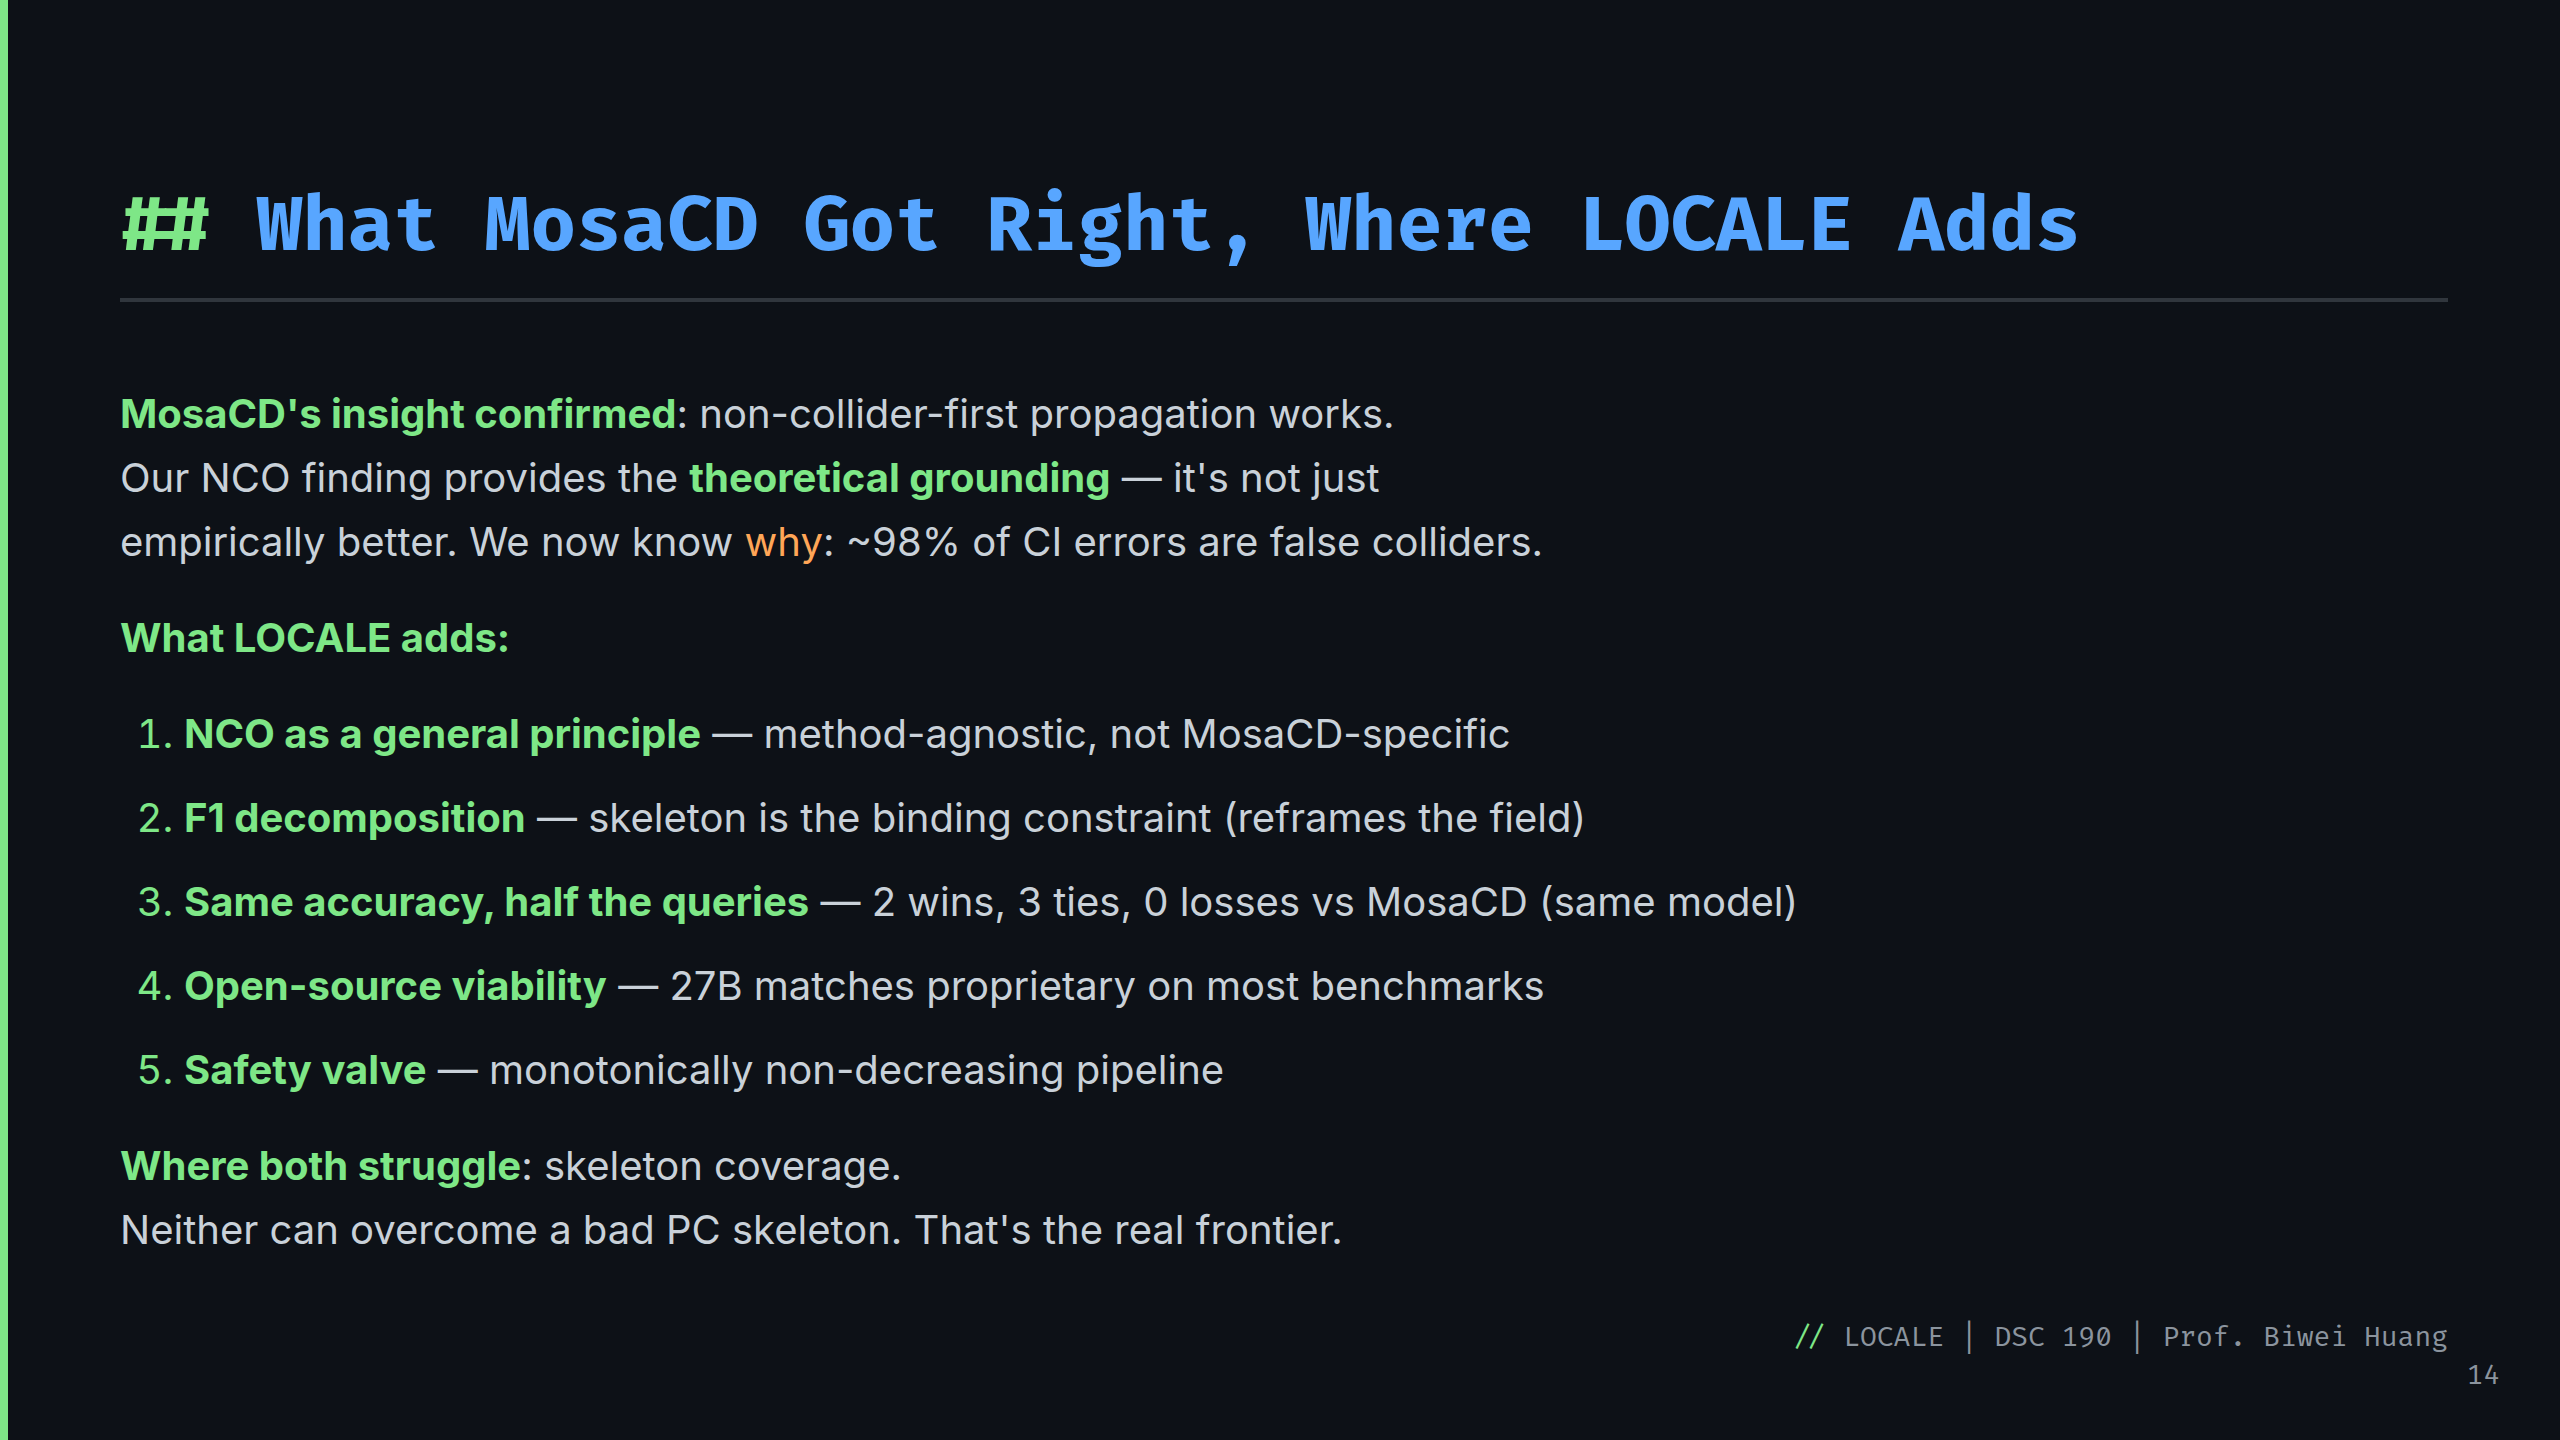 ## What MosaCD Got Right, Where LOCALE Adds
MosaCD's insight confirmed: non-collider-first propagation works.
Our NCO finding provides the theoretical grounding — it's not just
empirically better. We now know why: ~98% of CI errors are false colliders.
What LOCALE adds:
1. NCO as a general principle — method-agnostic, not MosaCD-specific
2. F1 decomposition — skeleton is the binding constraint (reframes the field)
3. Same accuracy, half the queries — 2 wins, 3 ties, 0 losses vs MosaCD (same model)
4. Open-source viability — 27B matches proprietary on most benchmarks
5. Safety valve — monotonically non-decreasing pipeline
Where both struggle: skeleton coverage.
Neither can overcome a bad PC skeleton. That's the real frontier.
// LOCALE | DSC 190 | Prof. Biwei Huang
14